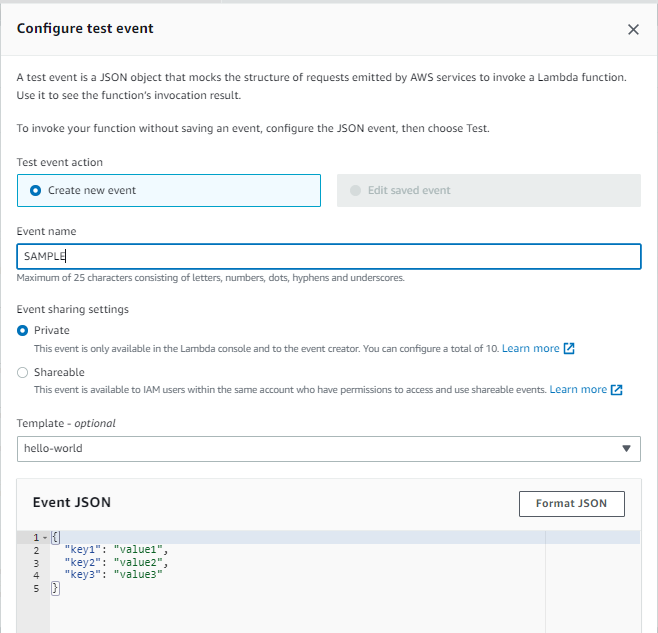 Configure test event
A test event is a JSON object that mocks the structure of requests emitted by AWS services to invoke a Lambda function.
Use it to see the function's invocation result.
To invoke your function without saving an event, configure the JSON event, then choose Test.
Test event action
Create new event
Edit saved event
Event name
SAMPLE
Maximum of 25 characters consisting of letters, numbers, dots, hyphens and underscores.
Event sharing settings
Private
This event is only available in the Lambda console and to the event creator. You can configure a total of 10. Learn more
Shareable
This event is available to IAM users within the same account who have permissions to access and use shareable events. Learn more
Template - optional
hello-world
Event JSON
Format JSON
1 {
2 "key1": "value1",
3 "key2": "value2",
4 "key3": "value3"
5 }